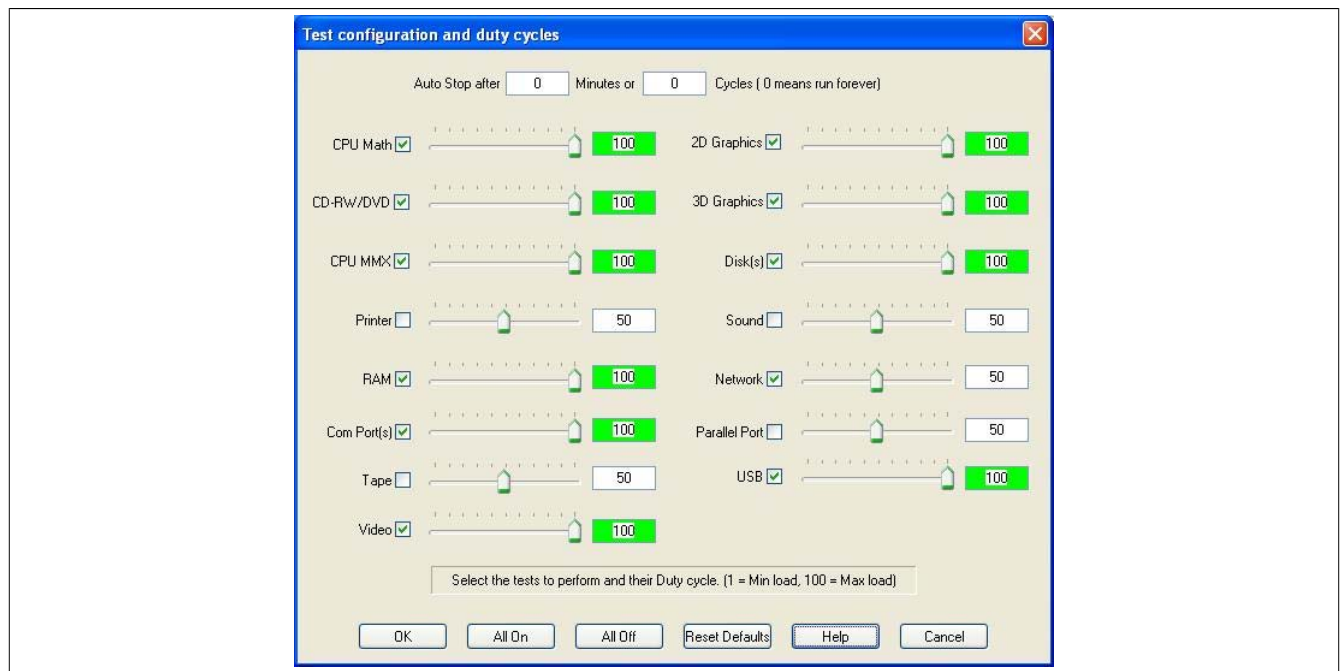 Test configuration and duty cycles
Auto Stop after 0 Minutes or 0 Cycles ( 0 means run forever)
CPU Math 100 2D Graphics 100
CD-RW/DVD 100 3D Graphics 100
CPU MMX 100 Disk(s) 100
Printer 50 Sound 50
RAM 100 Network 50
Com Port(s) 100 Parallel Port 50
Tape 50 USB 100
Video 100
Select the tests to perform and their Duty cycle. (1 = Min load, 100 = Max load)
OK All On All Off Reset Defaults Help Cancel